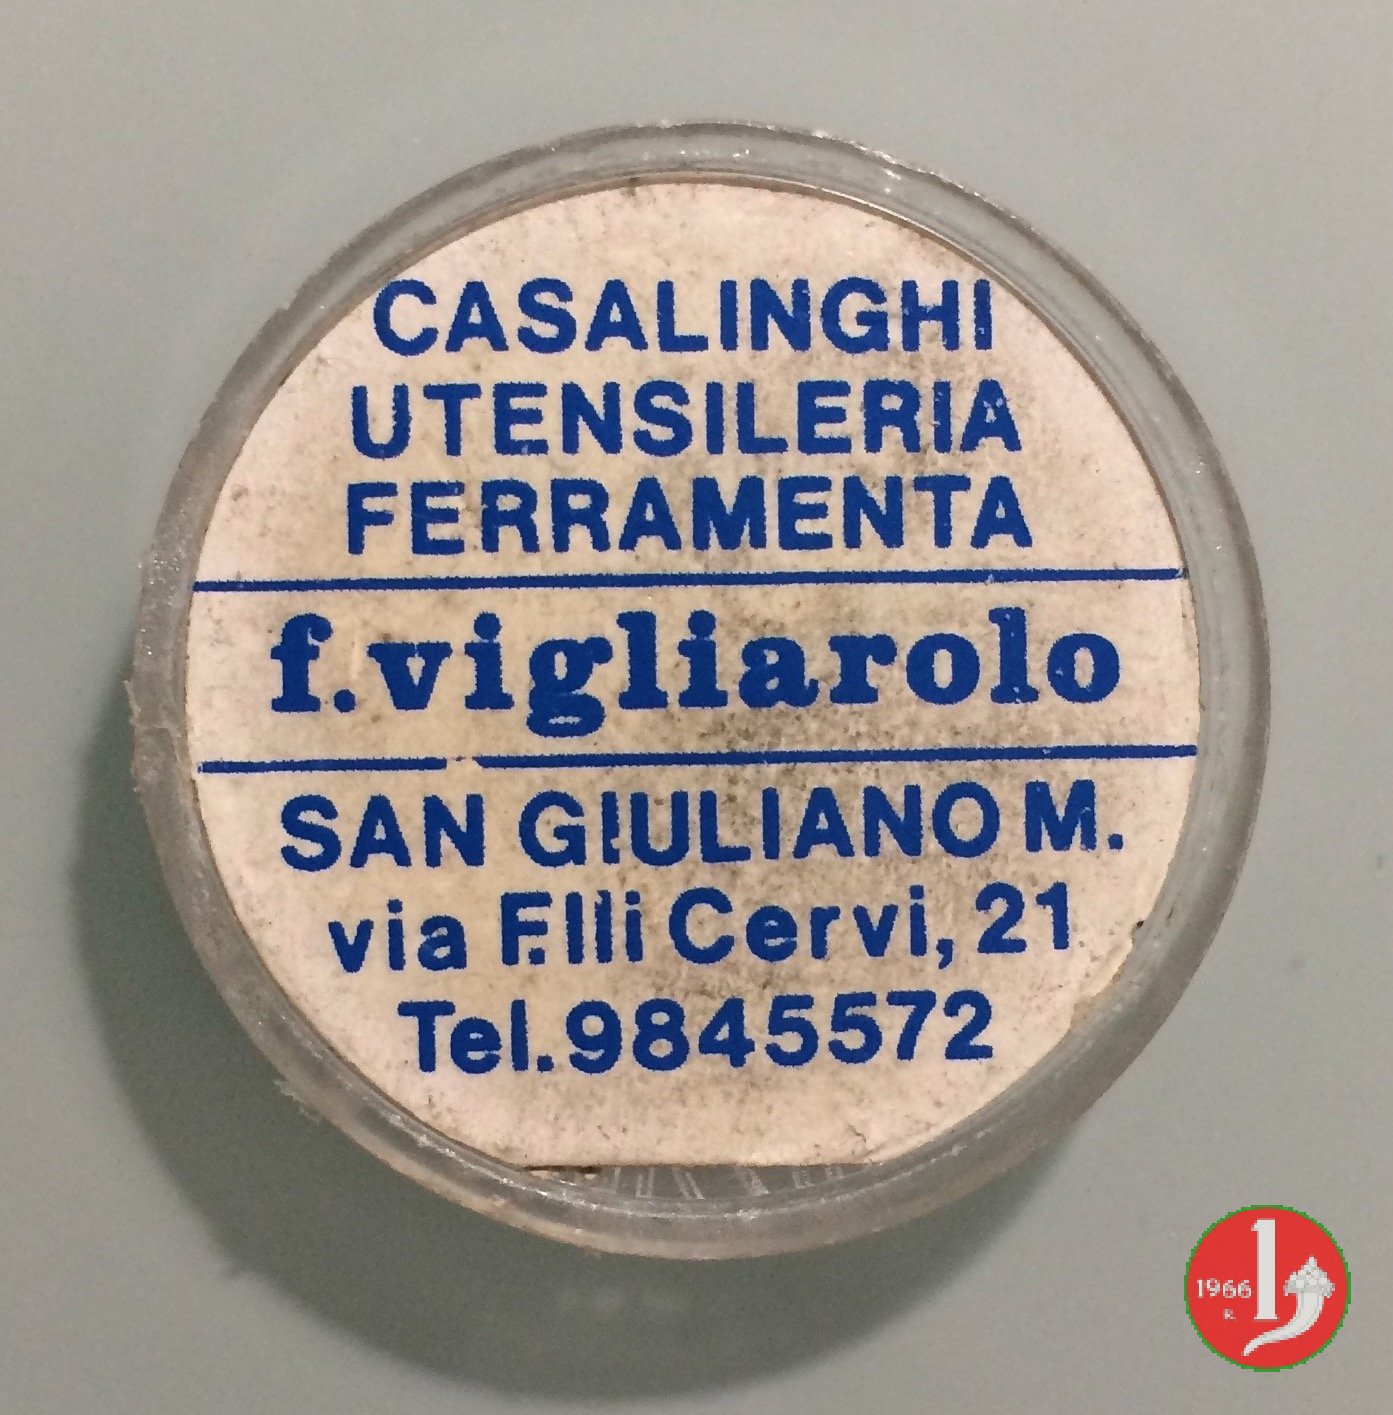 CASALINGHI
UTENSILERIA
FERRAMENTA
f.vigliarolo
SAN GIULIANO M.
via F.lli Cervi, 21
Tel.9845572
1966
R